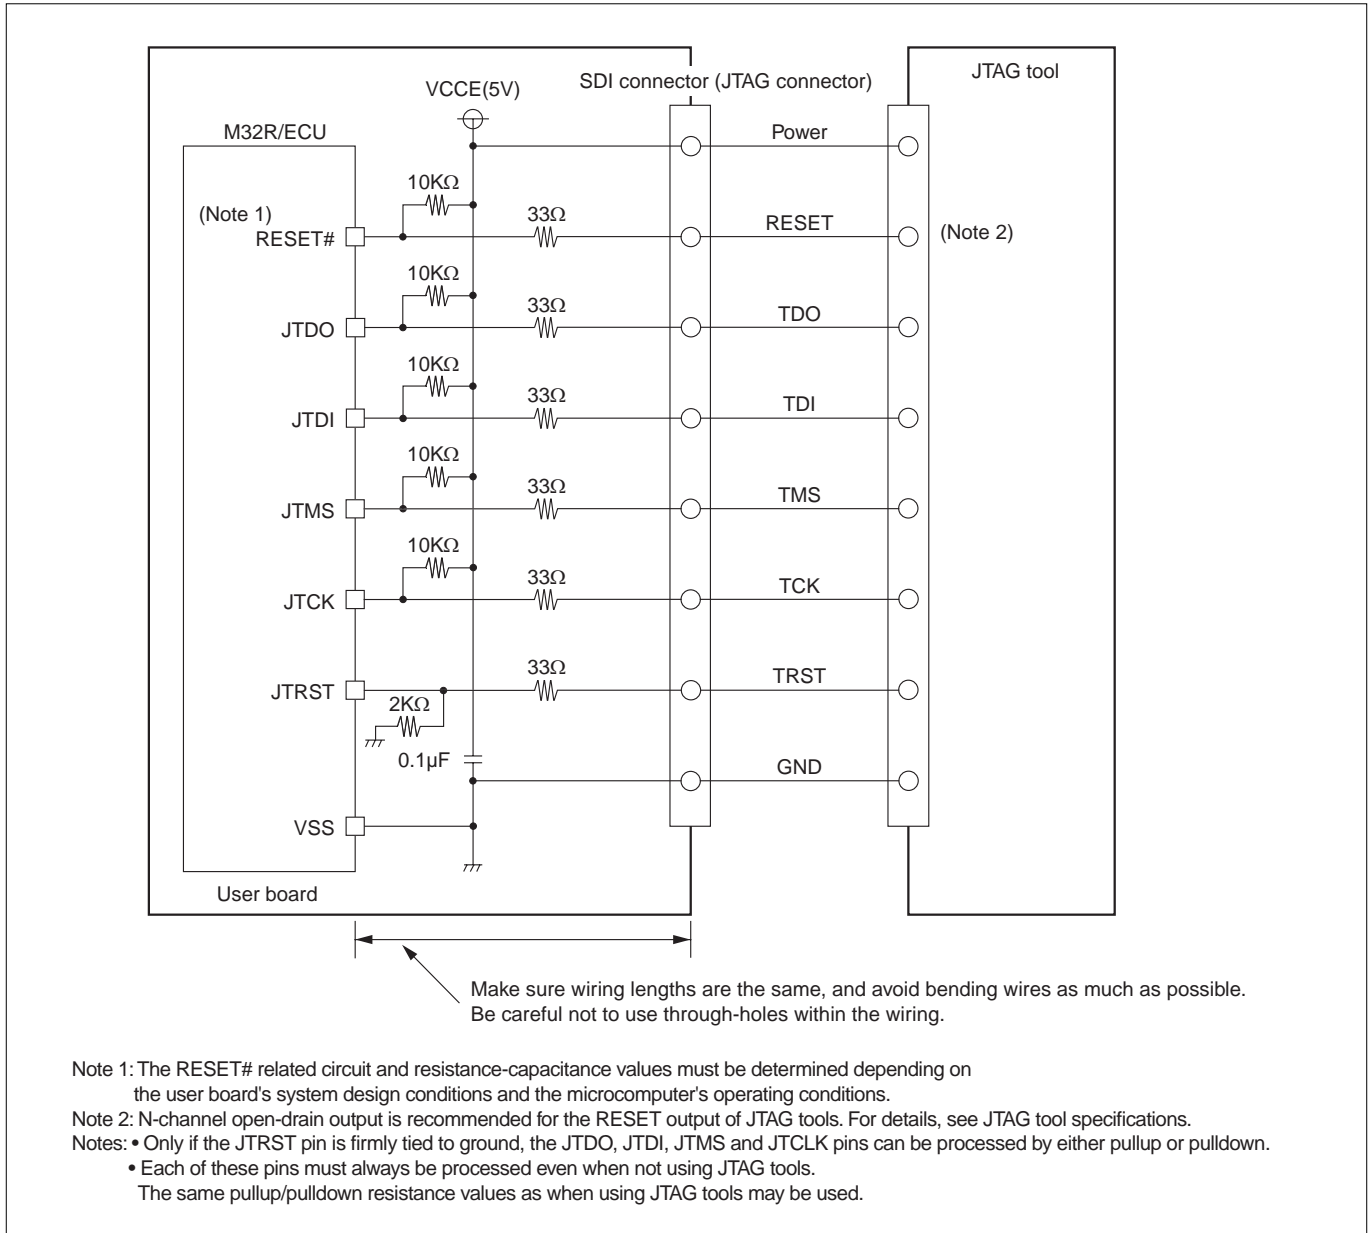 JTAG tool
SDI connector (JTAG connector)
VCCE(5V)
M32R/ECU
Power
10KΩ
(Note 1)
RESET#
33Ω
RESET
(Note 2)
10KΩ
JTDO
33Ω
TDO
10KΩ
JTDI
33Ω
TDI
10KΩ
JTMS
33Ω
TMS
10KΩ
JTCK
33Ω
TCK
JTRST
33Ω
TRST
2KΩ
0.1µF
GND
VSS
User board
Make sure wiring lengths are the same, and avoid bending wires as much as possible.
Be careful not to use through-holes within the wiring.
Note 1: The RESET# related circuit and resistance-capacitance values must be determined depending on
the user board's system design conditions and the microcomputer's operating conditions.
Note 2: N-channel open-drain output is recommended for the RESET output of JTAG tools. For details, see JTAG tool specifications.
Notes: • Only if the JTRST pin is firmly tied to ground, the JTDO, JTDI, JTMS and JTCLK pins can be processed by either pullup or pulldown.
• Each of these pins must always be processed even when not using JTAG tools.
The same pullup/pulldown resistance values as when using JTAG tools may be used.